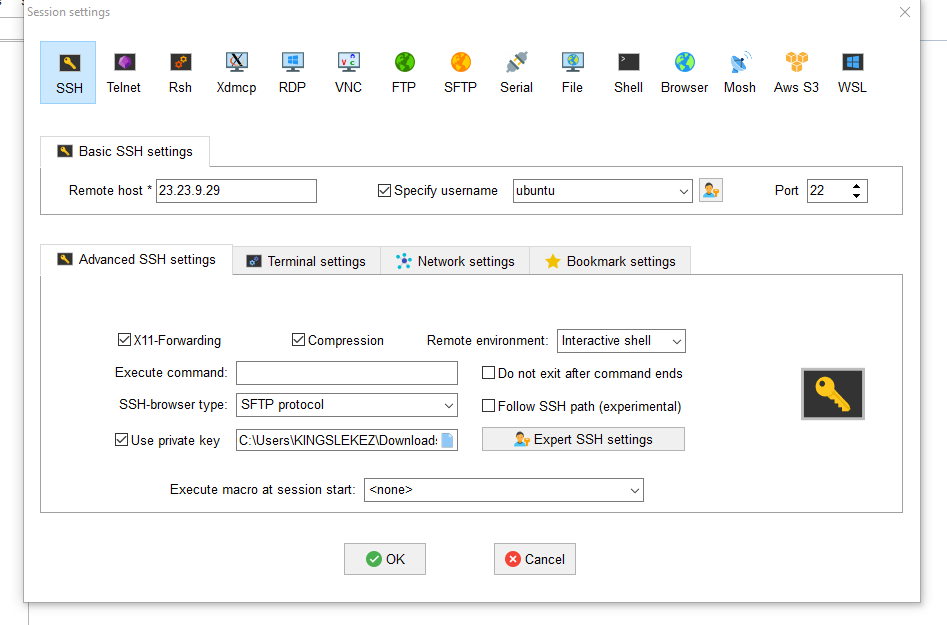 Session settings
SSH Telnet Rsh Xdmcp RDP VNC FTP SFTP Serial File Shell Browser Mosh Aws S3 WSL
Basic SSH settings
Remote host * 23.23.9.29 Specify username ubuntu Port 22
Advanced SSH settings Terminal settings Network settings Bookmark settings
X11-Forwarding Compression Remote environment: Interactive shell
Execute command: Do not exit after command ends
SSH-browser type: SFTP protocol Follow SSH path (experimental)
Use private key C:\Users\KINGSLEKEZ\Download: Expert SSH settings
Execute macro at session start: <none>
OK Cancel